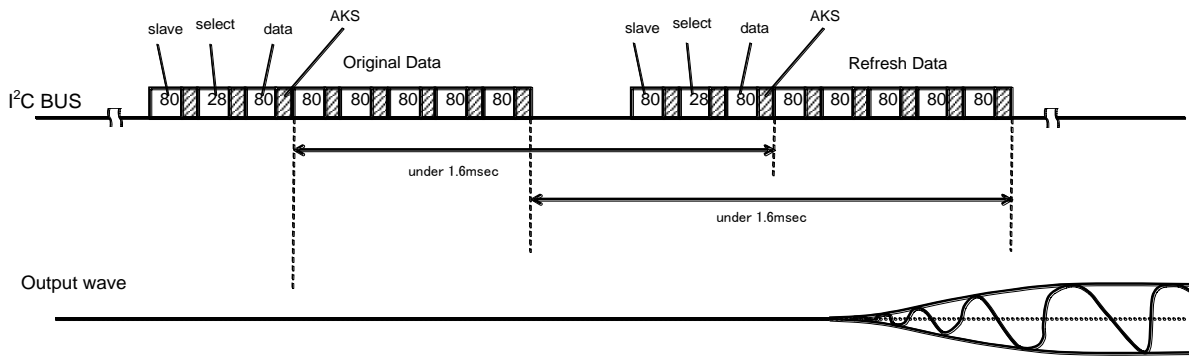 slave select data AKS
slave select data AKS
Original Data
Refresh Data
I²C BUS
80 28 80 80 80 80 80 80
80 28 80 80 80 80 80 80
under 1.6msec
under 1.6msec
Output wave